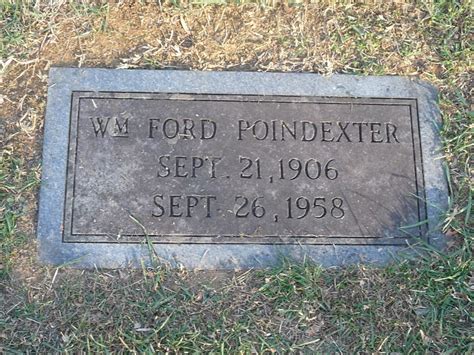 WM FORD POINDEXTER
SEPT. 21, 1906
SEPT. 26, 1958